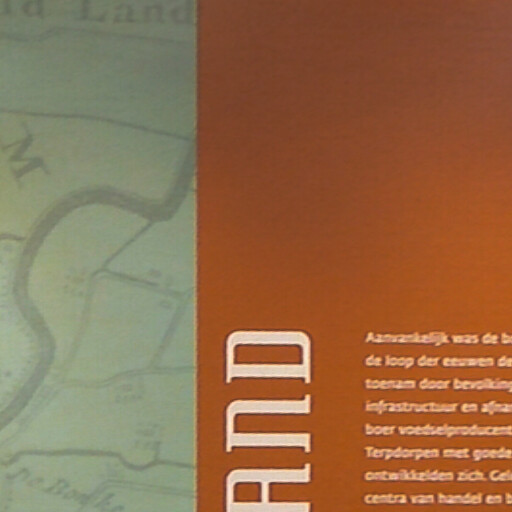 ld Land
M
AND
Aanvankelijk was de b
de loop der eeuwen de
toenam door bevolking
infrastructuur en afna
boer voedselproducent
Terpdorpen met goede
ontwikkelden zich. Gel
centra van handel en b